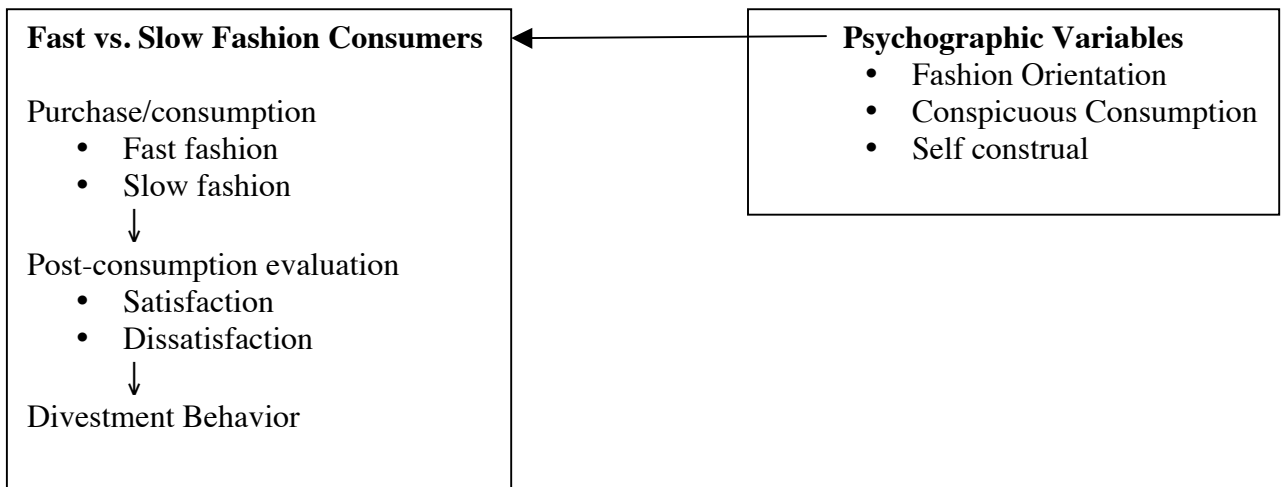 Fast vs. Slow Fashion Consumers
Purchase/consumption
• Fast fashion
• Slow fashion
Post-consumption evaluation
• Satisfaction
• Dissatisfaction
Divestment Behavior
Psychographic Variables
• Fashion Orientation
• Conspicuous Consumption
• Self construal